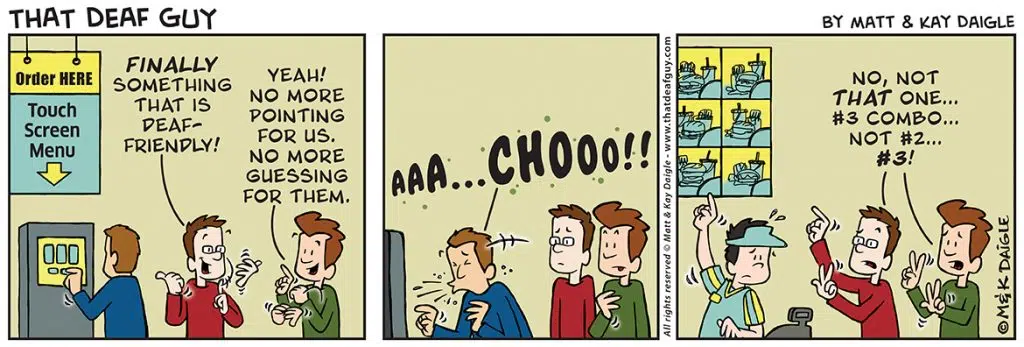 THAT DEAF GUY
BY MATT & KAY DAIGLE
Order HERE
Touch
Screen
Menu
FINALLY
SOMETHING
THAT IS
DEAF-
FRIENDLY!
YEAH!
NO MORE
POINTING
FOR US.
NO MORE
GUESSING
FOR THEM.
AAA...CHOOO!!
All rights reserved © Matt & Kay Daigle - www.thatdeafguy.com
NO, NOT
THAT ONE...
#3 COMBO...
NOT #2...
#3!
©M&K DAIGLE